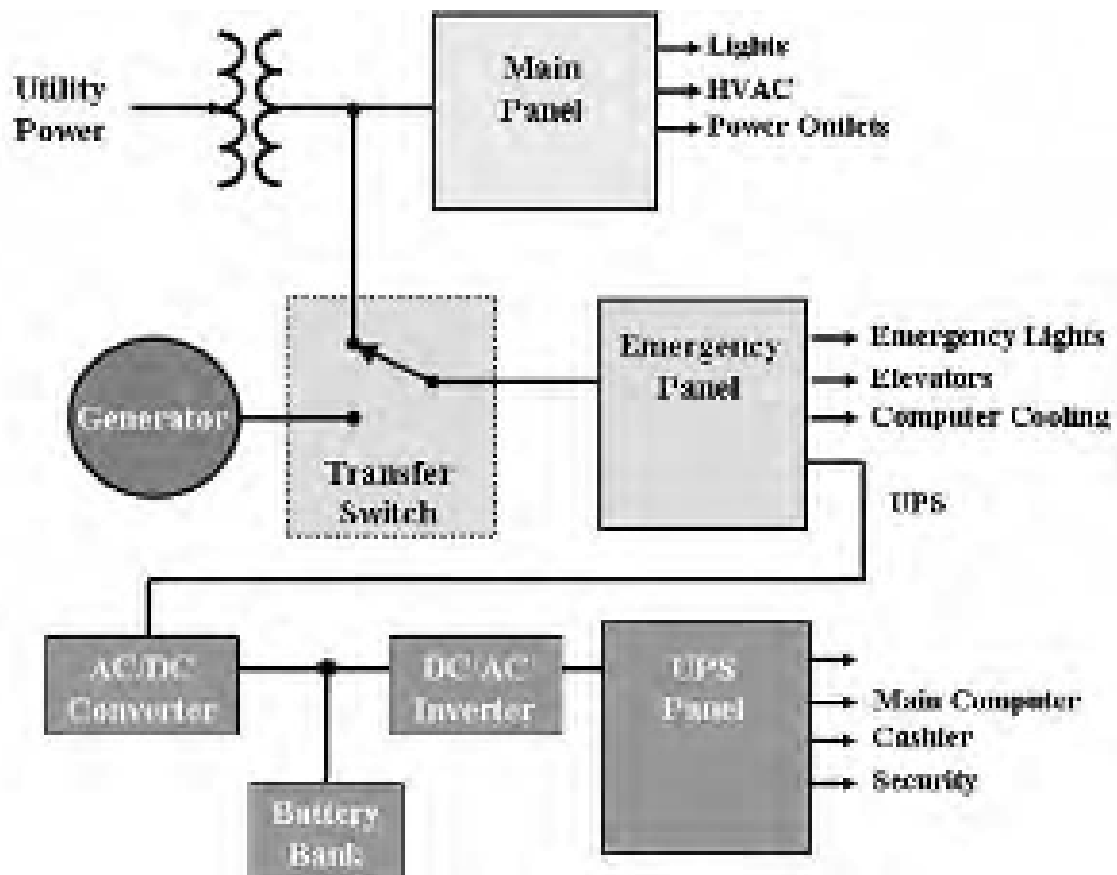 Utility
Power
Main
Panel
Lights
HVAC
Power Outlets
Generator
Transfer
Switch
Emergency
Panel
Emergency Lights
Elevators
Computer Cooling
UPS
AC/DC
Converter
DC/AC
Inverter
Battery
Bank
UPS
Panel
Main Computer
Cashier
Security